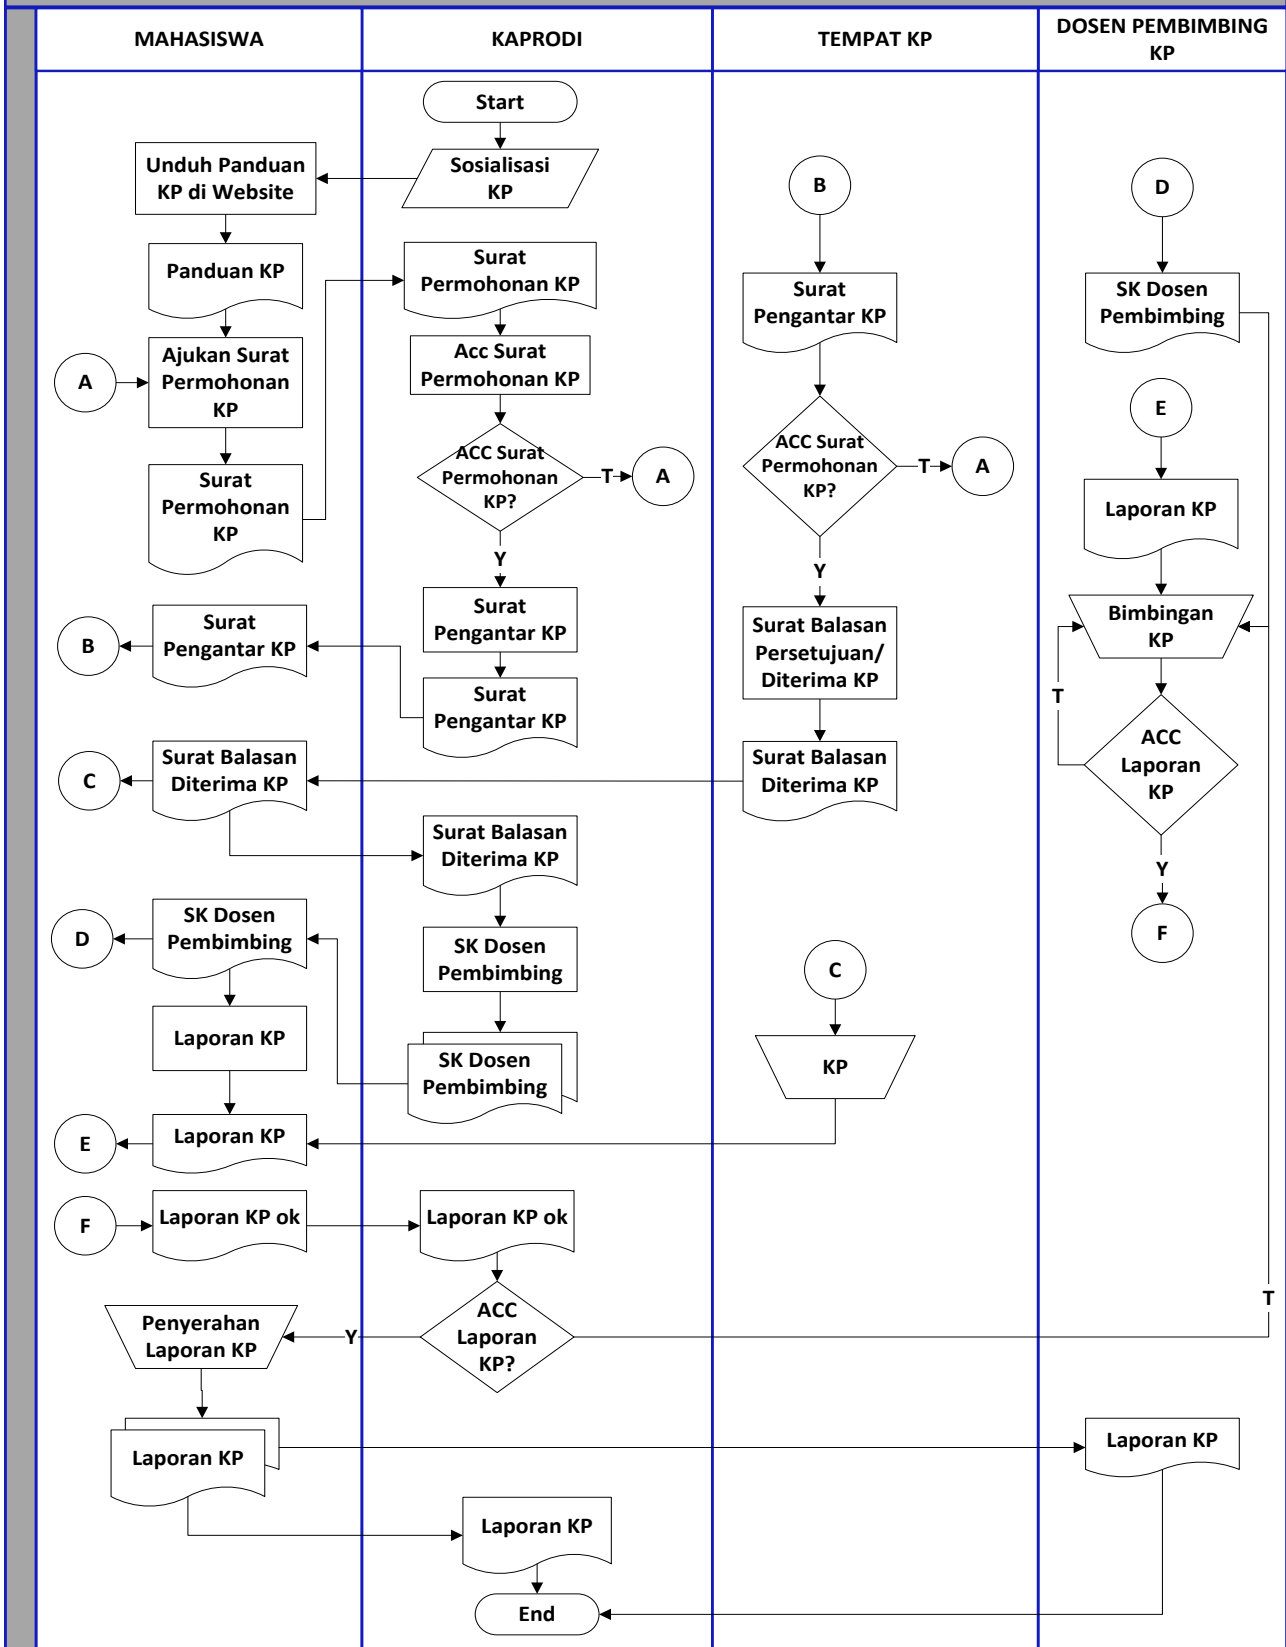 MAHASISWA
KAPRODI
TEMPAT KP
DOSEN PEMBIMBING
KP
Unduh Panduan
KP di Website
Panduan KP
A
Ajukan Surat
Permohonan
KP
Surat
Permohonan
KP
B
Surat
Pengantar KP
C
Surat Balasan
Diterima KP
D
SK Dosen
Pembimbing
Laporan KP
E
Laporan KP
F
Laporan KP ok
Penyerahan
Laporan KP
Laporan KP
Start
Sosialisasi
KP
Surat
Permohonan KP
Acc Surat
Permohonan KP
ACC Surat
Permohonan
KP?
T
A
Y
Surat
Pengantar KP
Surat
Pengantar KP
Surat Balasan
Diterima KP
SK Dosen
Pembimbing
SK Dosen
Pembimbing
Laporan KP ok
ACC
Laporan
KP?
Y
Laporan KP
End
B
Surat
Pengantar KP
ACC Surat
Permohonan
KP?
T
A
Y
Surat Balasan
Persetujuan/
Diterima KP
Surat Balasan
Diterima KP
C
KP
D
SK Dosen
Pembimbing
E
Laporan KP
Bimbingan
KP
T
ACC
Laporan
KP
Y
F
T
Laporan KP